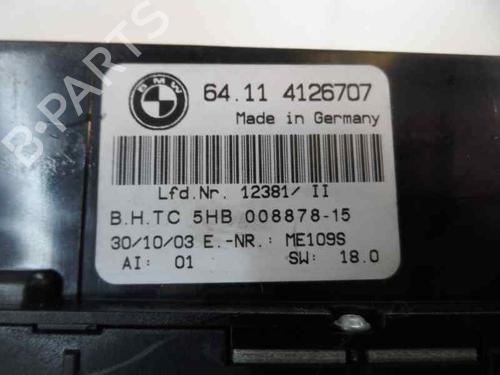 BMW
64.11 4126707
Made in Germany
Lfd.Nr. 12381/ II
B.H.TC 5HB 008878-15
30/10/03 E.-NR.: ME109S
AI: 01 SW: 18.0
B-PARTS